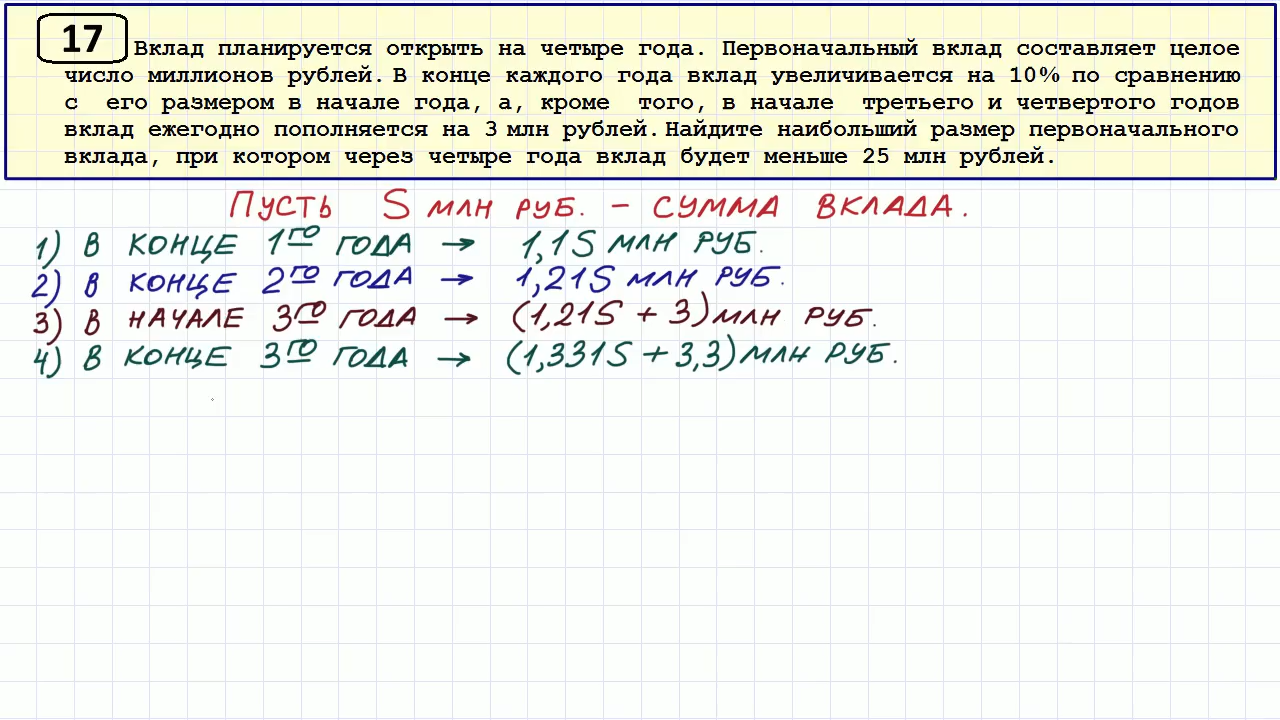 17 Вклад планируется открыть на четыре года. Первоначальный вклад составляет целое
число миллионов рублей. В конце каждого года вклад увеличивается на 10% по сравнению
с его размером в начале года, а, кроме того, в начале третьего и четвертого годов
вклад ежегодно пополняется на 3 млн рублей. Найдите наибольший размер первоначального
вклада, при котором через четыре года вклад будет меньше 25 млн рублей.
ПУСТЬ S МЛН РУБ. – СУММА ВКЛАДА.
1) В КОНЦЕ 1ГО ГОДА → 1,1S МЛН РУБ.
2) В КОНЦЕ 2ГО ГОДА → 1,21S МЛН РУБ.
3) В НАЧАЛЕ 3ГО ГОДА → (1,21S + 3) МЛН РУБ.
4) В КОНЦЕ 3ГО ГОДА → (1,331S + 3,3) МЛН РУБ.